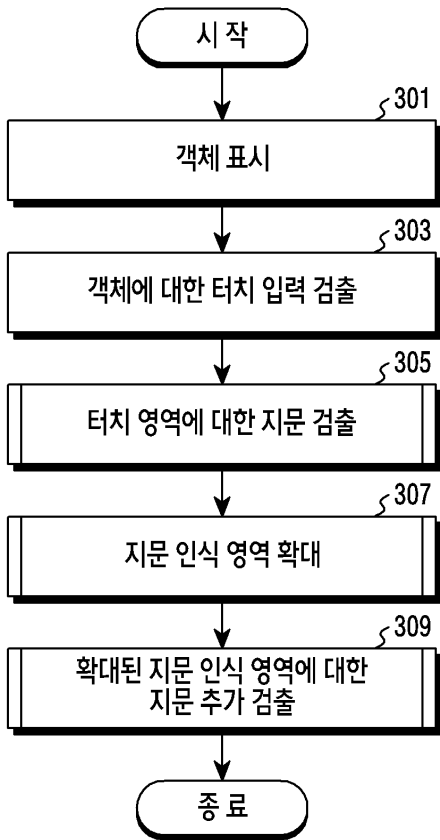 시 작
301
객체 표시
303
객체에 대한 터치 입력 검출
305
터치 영역에 대한 지문 검출
307
지문 인식 영역 확대
309
확대된 지문 인식 영역에 대한
지문 추가 검출
종 료